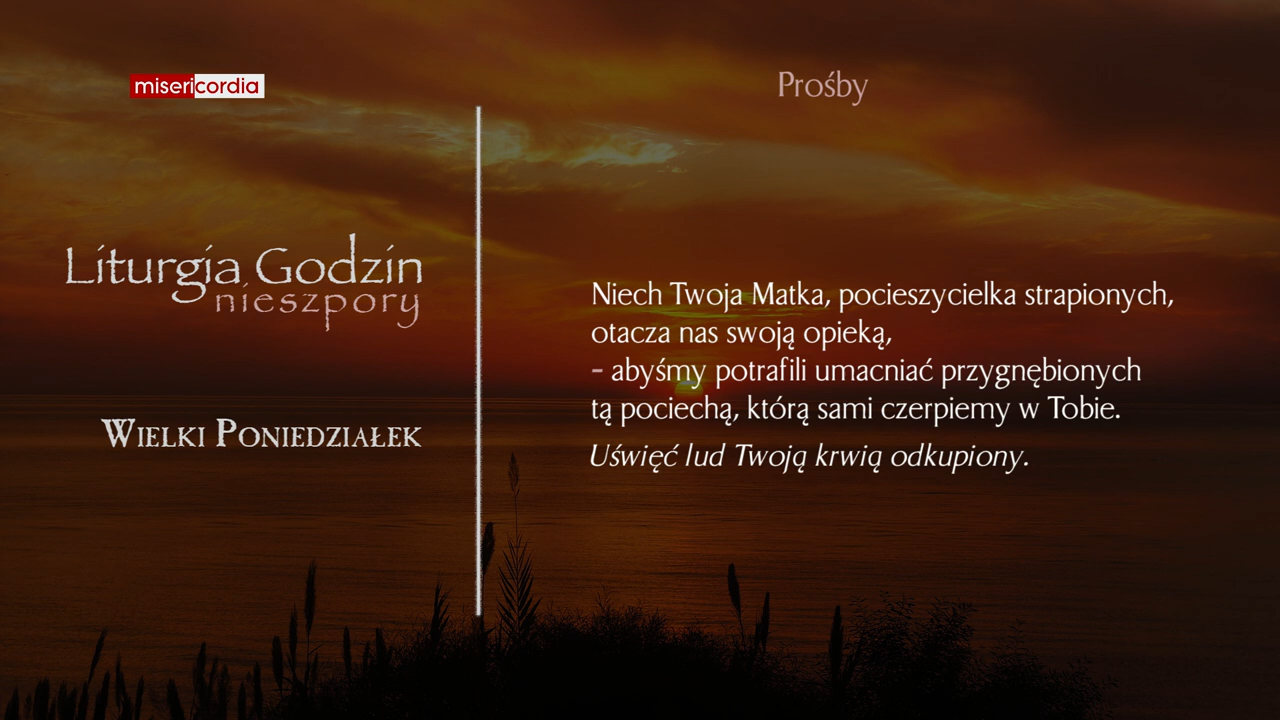 misericordia
Prośby
Liturgia Godzin
nieszpory
Wielki Poniedziałek
Niech Twoja Matka, pocieszycielka strapionych,
otacza nas swoją opieką,
- abyśmy potrafili umacniać przygnębionych
tą pociechą, którą sami czerpiemy w Tobie.
Uświęć lud Twoją krwią odkupiony.